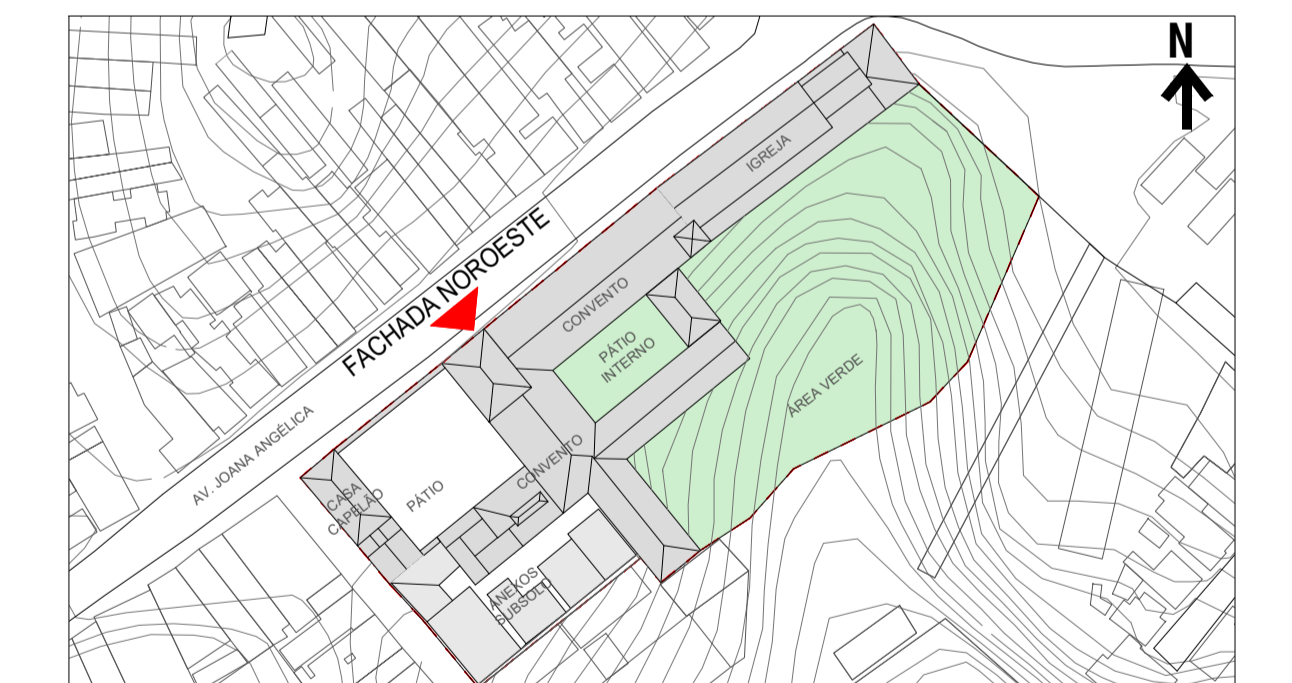 N
IGREJA
FACHADA NOROESTE
CONVENTO
PÁTIO
INTERNO
ÁREA VERDE
AV. JOANA ANGÉLICA
CONVENTO
CASA
CAPELÃO
PÁTIO
ANEXOS
SUBSOLO